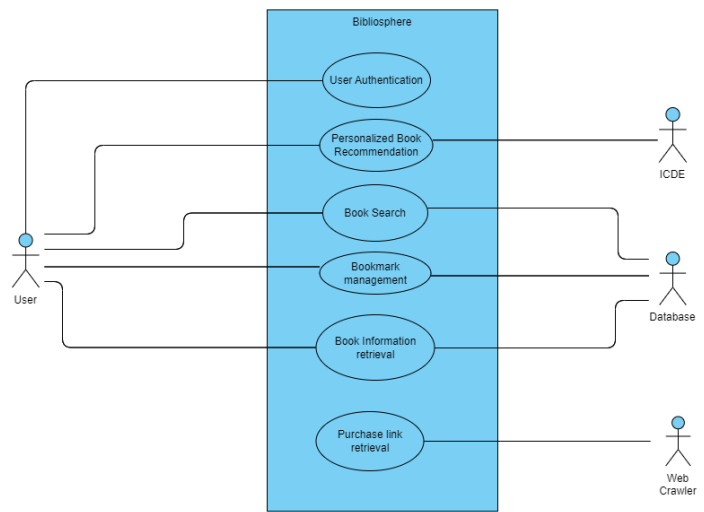 Bibliosphere
User Authentication
Personalized Book
Recommendation
ICDE
Book Search
User
Bookmark
management
Database
Book Information
retrieval
Purchase link
retrieval
Web
Crawler